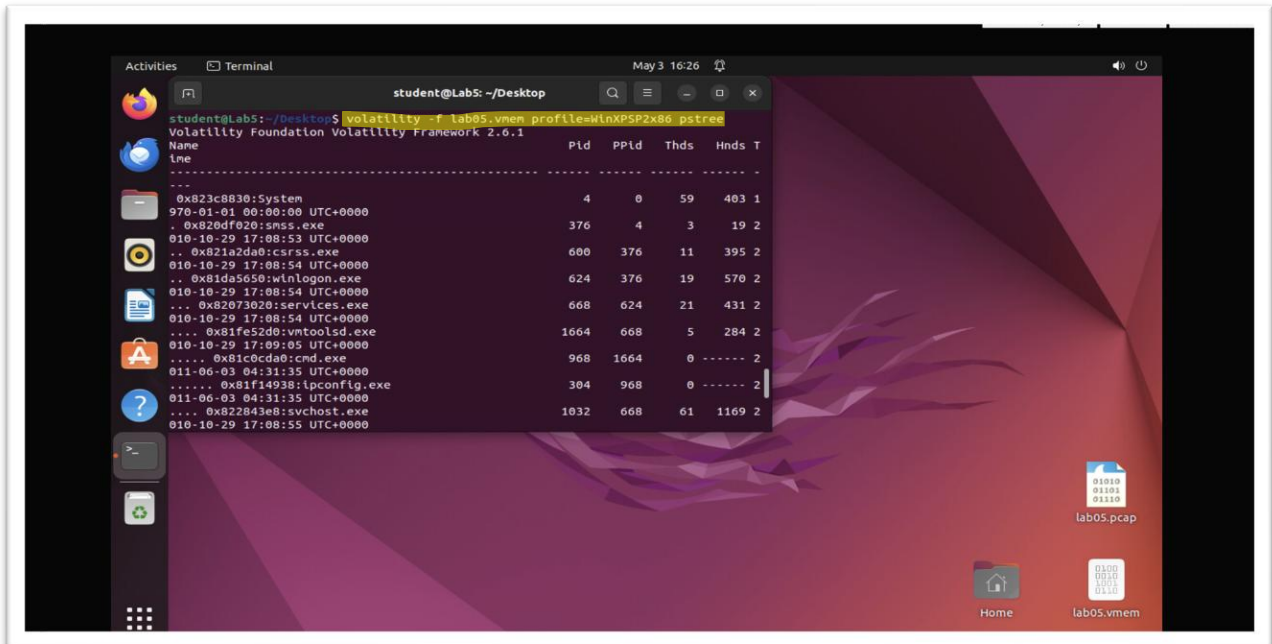 Activities Terminal May 3 16:26
student@Lab5: ~/Desktop
student@Lab5:~/Desktop$ volatility -f lab05.vmem profile=WinXPSP2x86 pstree
Volatility Foundation Volatility Framework 2.6.1
Name Pid PPid Thds Hnds T
ime
-------------------------------------------------- ------ ------ ------ ------ -
---
0x823c8830:System 4 0 59 403 1
970-01-01 00:00:00 UTC+0000
. 0x820df020:smss.exe 376 4 3 19 2
010-10-29 17:08:53 UTC+0000
.. 0x821a2da0:csrss.exe 600 376 11 395 2
010-10-29 17:08:54 UTC+0000
.. 0x81da5650:winlogon.exe 624 376 19 570 2
010-10-29 17:08:54 UTC+0000
... 0x82073020:services.exe 668 624 21 431 2
010-10-29 17:08:54 UTC+0000
.... 0x81fe52d0:vmtoolsd.exe 1664 668 5 284 2
010-10-29 17:09:05 UTC+0000
..... 0x81c0cda0:cmd.exe 968 1664 0 ------ 2
011-06-03 04:31:35 UTC+0000
...... 0x81f14938:ipconfig.exe 304 968 0 ------ 2
011-06-03 04:31:35 UTC+0000
.... 0x822843e8:svchost.exe 1032 668 61 1169 2
010-10-29 17:08:55 UTC+0000
01010
01101
01110
lab05.pcap
0100
0010
1001
0110
Home lab05.vmem